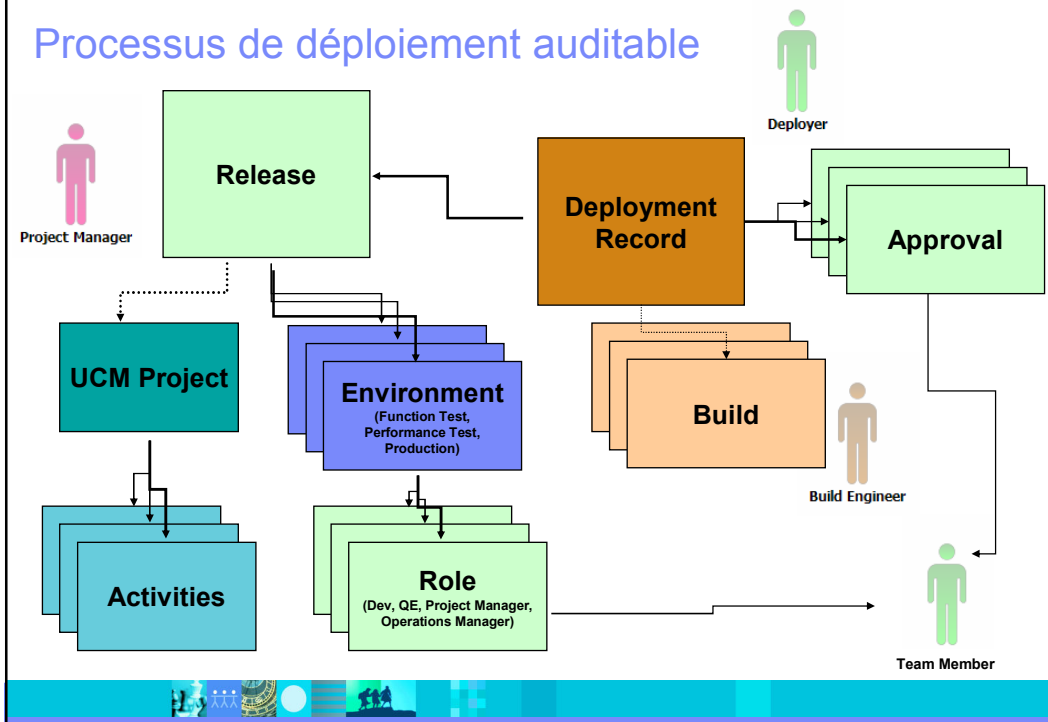 Processus de déploiement auditable
Deployer
Project Manager
Release
Deployment
Record
Approval
UCM Project
Environment
(Function Test,
Performance Test,
Production)
Build
Build Engineer
Activities
Role
(Dev, QE, Project Manager,
Operations Manager)
Team Member